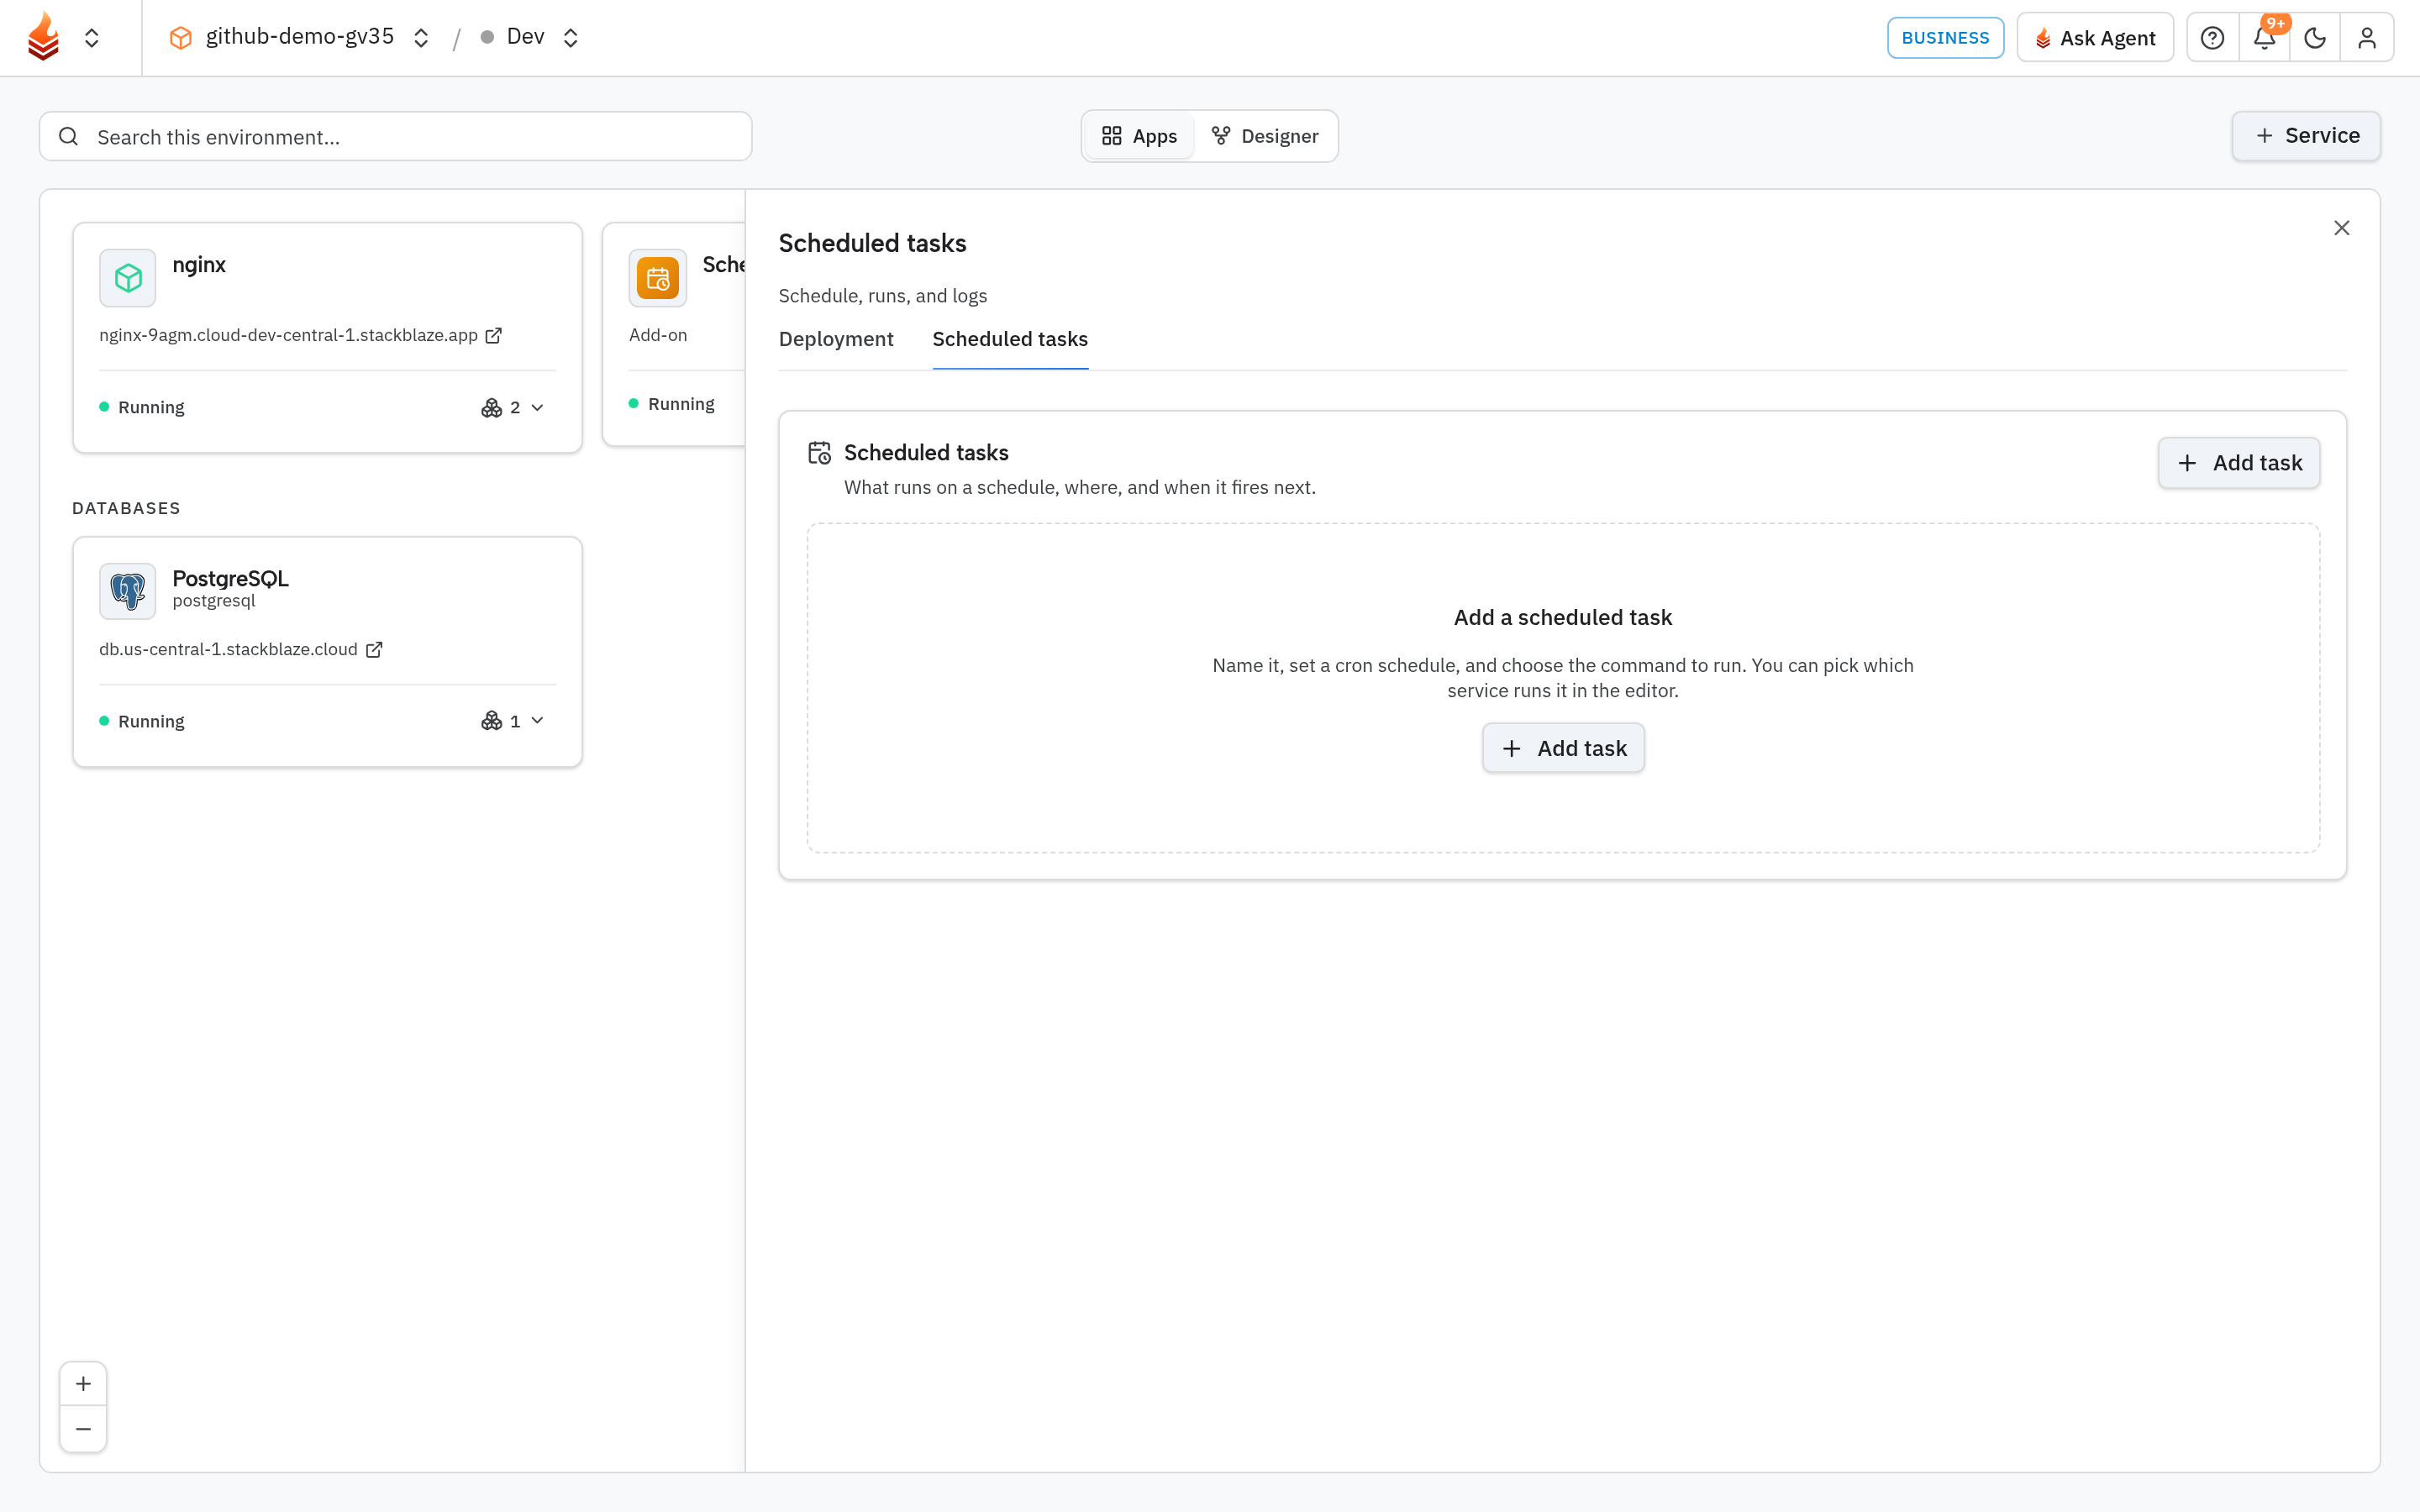 github-demo-gv35 / Dev
BUSINESS
Ask Agent
9+
Search this environment...
Apps
Designer
Service
nginx
nginx-9agm.cloud-dev-central-1.stackblaze.app
Running
2
Sche
Add-on
Running
DATABASES
PostgreSQL
postgresql
db.us-central-1.stackblaze.cloud
Running
1
Scheduled tasks
Schedule, runs, and logs
Deployment
Scheduled tasks
Scheduled tasks
What runs on a schedule, where, and when it fires next.
Add task
Add a scheduled task
Name it, set a cron schedule, and choose the command to run. You can pick which
service runs it in the editor.
Add task